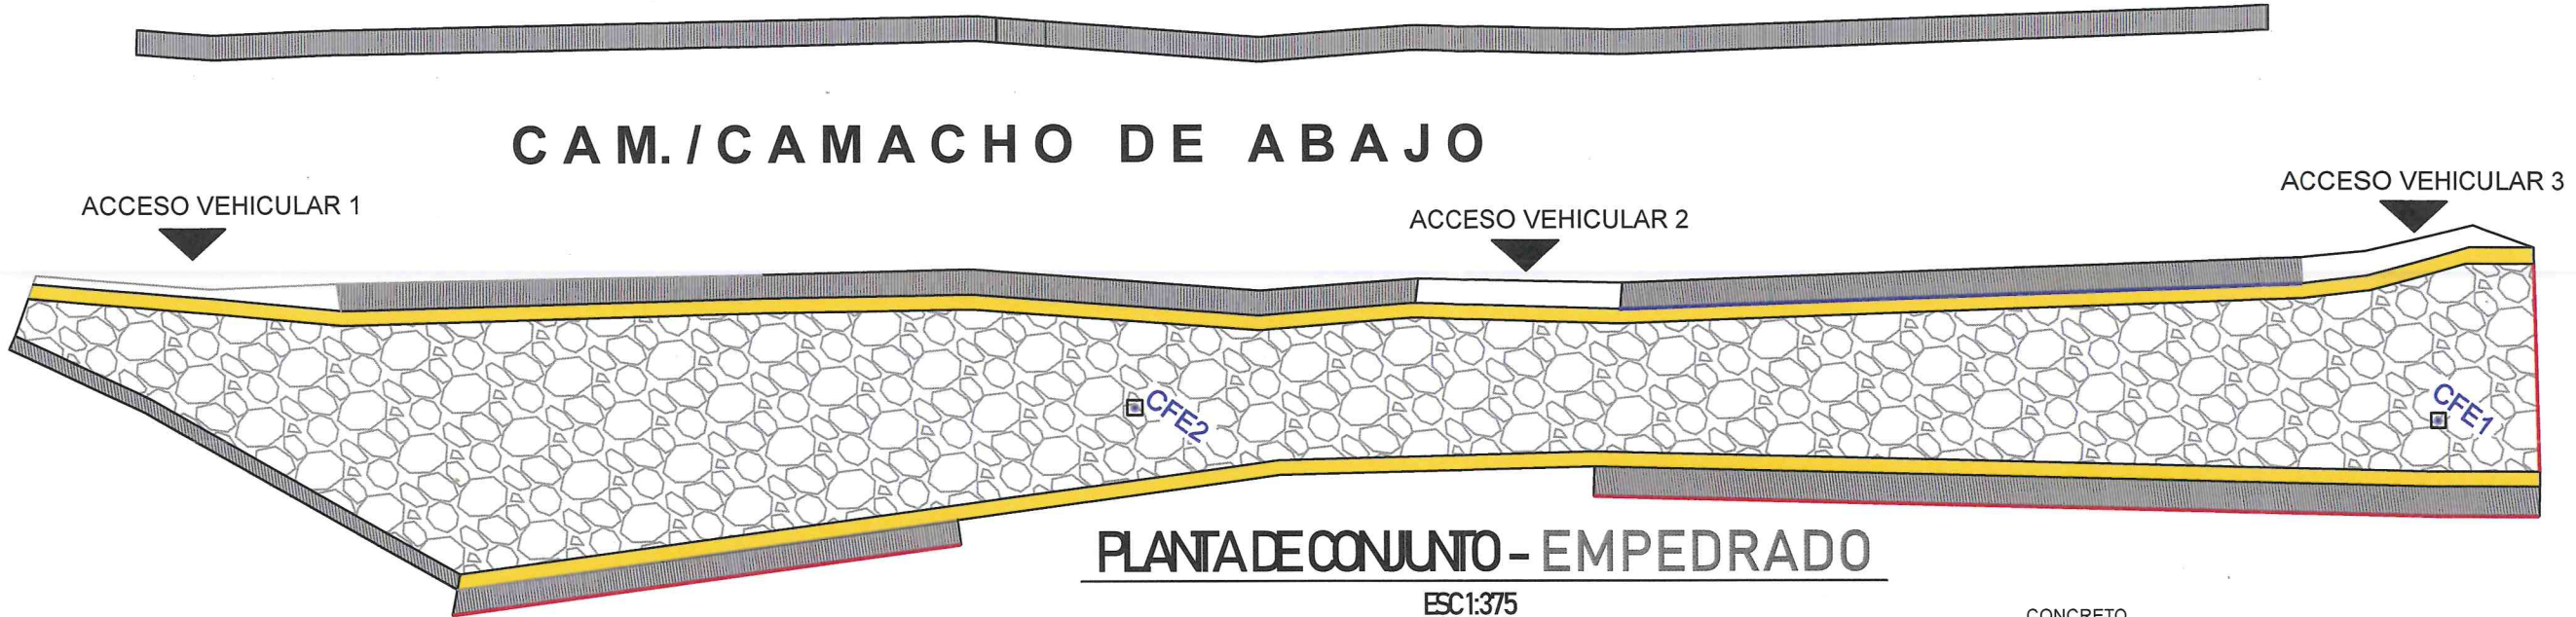 CAM./CAMACHO DE ABAJO
ACCESO VEHICULAR 1
ACCESO VEHICULAR 2
ACCESO VEHICULAR 3
CFE2
CFE1
PLANTA DE CONJUNTO - EMPEDRADO
ESC 1:375
CONCRETO